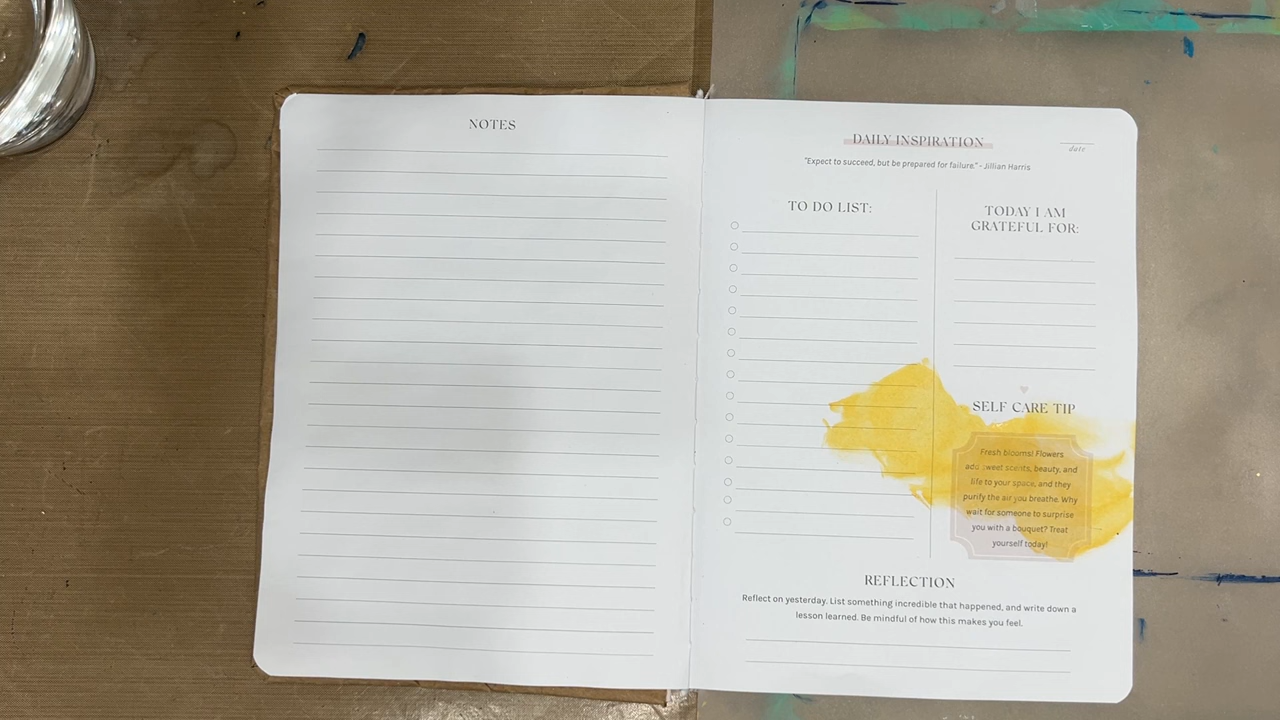 NOTES
DAILY INSPIRATION
date
"Expect to succeed, but be prepared for failure." - Jillian Harris
TO DO LIST:
TODAY I AM
GRATEFUL FOR:
SELF CARE TIP
Fresh blooms! Flowers
add sweet scents, beauty, and
life to your space, and they
purify the air you breathe. Why
wait for someone to surprise
you with a bouquet? Treat
yourself today!
REFLECTION
Reflect on yesterday. List something incredible that happened, and write down a
lesson learned. Be mindful of how this makes you feel.